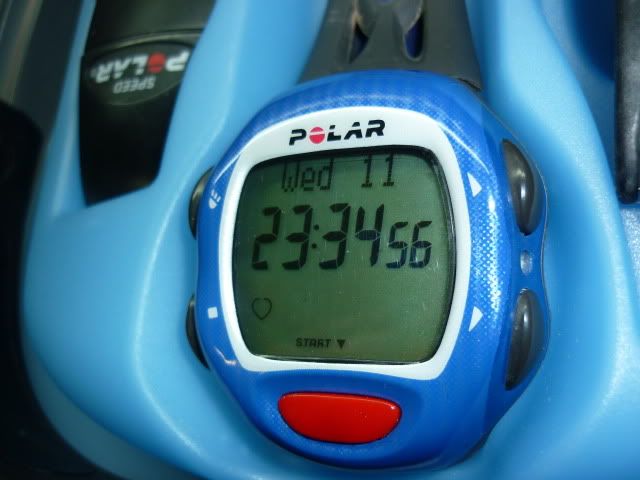 SPEED
POLAR
POLAR
Wed 11
23:34 56
START